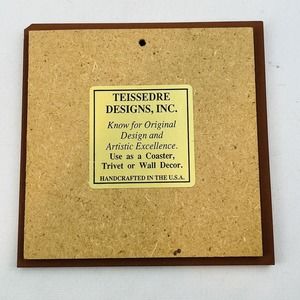 TEISSEDRE
DESIGNS, INC.
Know for Original
Design and
Artistic Excellence.
Use as a Coaster,
Trivet or Wall Decor.
HANDCRAFTED IN THE U.S.A.